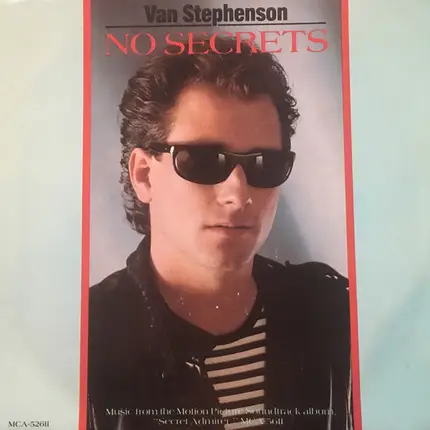 Van Stephenson
NO SECRETS
Music from the Motion Picture Soundtrack album,
"Secret Admirer" MCA-5611
MCA-52611